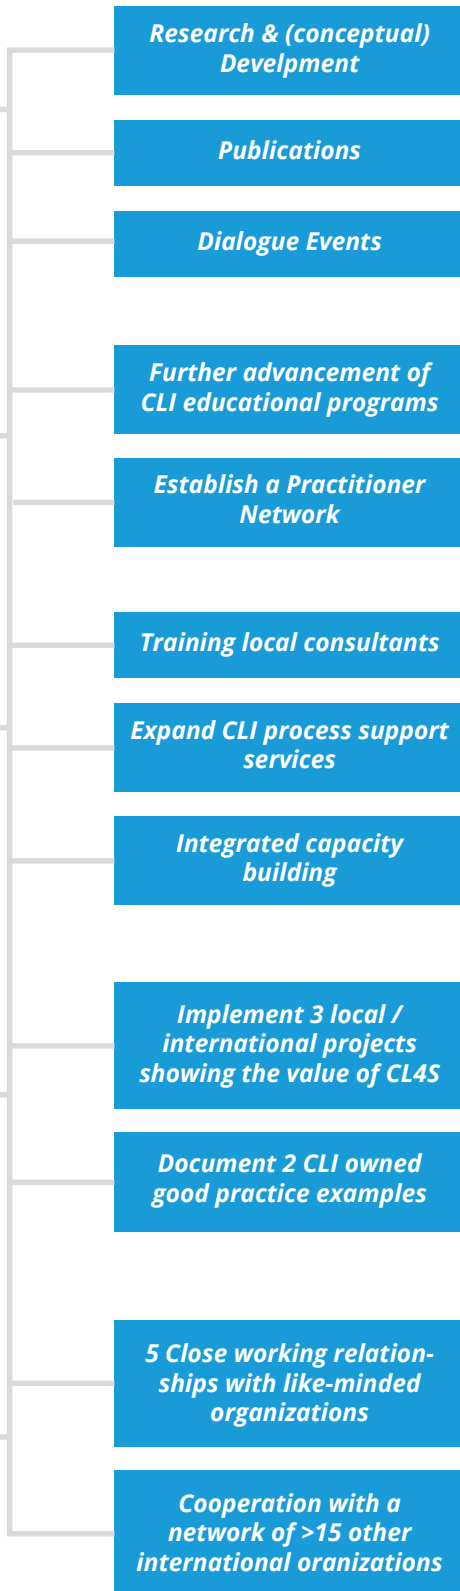 Research & (conceptual)
Develpment
Publications
Dialogue Events
Further advancement of
CLI educational programs
Establish a Practitioner
Network
Training local consultants
Expand CLI process support
services
Integrated capacity
building
Implement 3 local /
international projects
showing the value of CL4S
Document 2 CLI owned
good practice examples
5 Close working relation-
ships with like-minded
organizations
Cooperation with a
network of >15 other
international oranizations